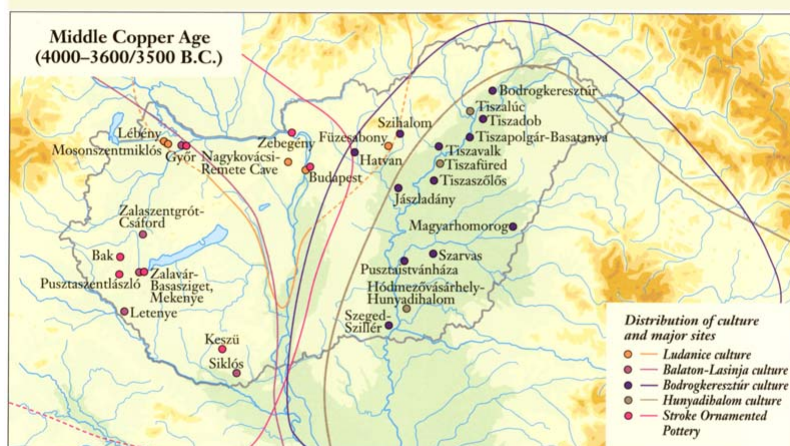 Middle Copper Age
(4000–3600/3500 B.C.)
Bodrogkeresztúr
Tiszalúc
Tiszadob
Szihalom
Tiszapolgár-Basatanya
Lébény
Mosonszentmiklós
Győr
Zebegény
Füzesabony
Tiszavalk
Nagykovácsi-
Remete Cave
Hatvan
Tiszafüred
Budapest
Tiszaszőlős
Jászladány
Zalaszentgrót-
Csáford
Magyarhomorog
Bak
Szarvas
Pusztaistvánháza
Pusztaszentlászló
Zalavár-
Basasziget,
Mekenye
Hódmezővásárhely-
Hunyadihalom
Letenye
Szeged-
Szillér
Keszü
Siklós
Distribution of culture
and major sites
Ludanice culture
Balaton-Lasinja culture
Bodrogkeresztúr culture
Hunyadihalom culture
Stroke Ornamented
Pottery